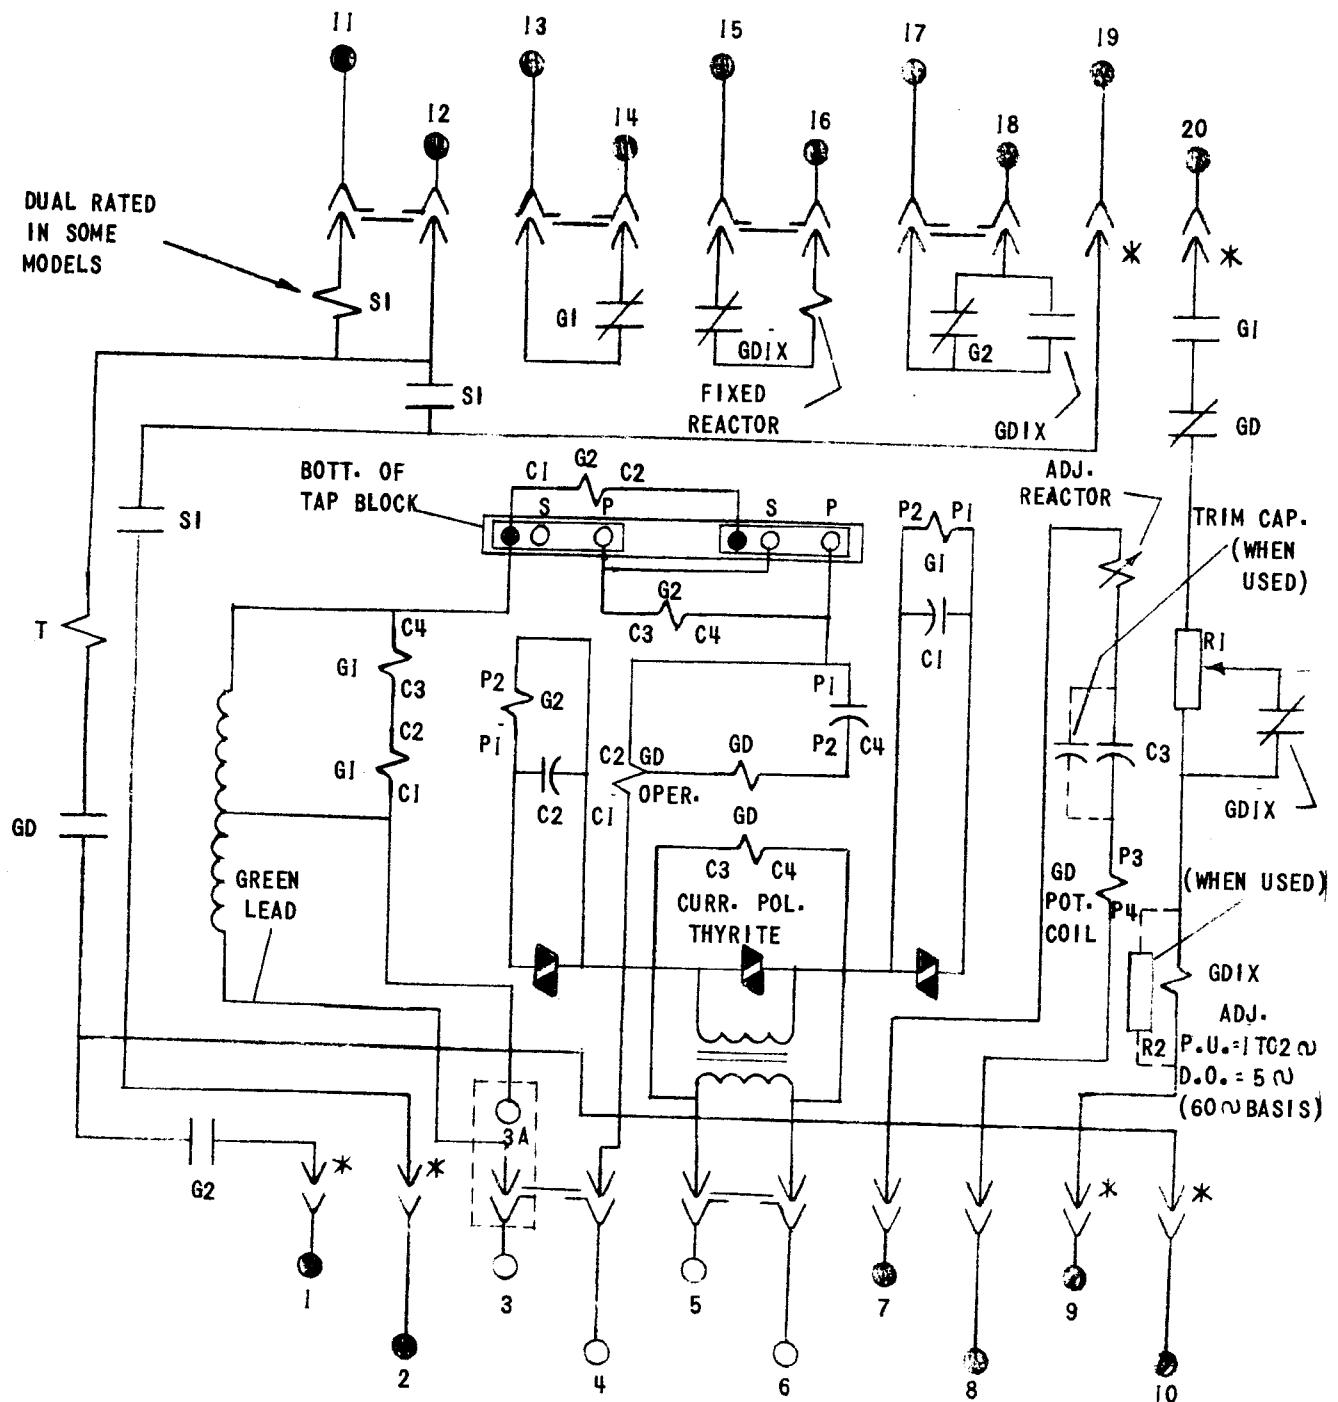 11
13
15
17
19
12
14
16
18
20
DUAL RATED
IN SOME
MODELS
*
*
S1
G1
GD1X
G2
G1
S1
FIXED
REACTOR
GD1X
GD
BOTT. OF
TAP BLOCK
C1
G2
C2
ADJ.
REACTOR
S1
S
P
S
P
P2
P1
TRIM CAP.
(WHEN
USED)
G1
G2
T
C4
C3
C4
C1
R1
G1
C3
P2
G2
P1
C2
P1
P2
C4
C3
G1
C1
C2
GD
GD
OPER.
C2
C1
GD1X
GD
GD
C3
C4
P3
GREEN
LEAD
CURR. POL.
THYRITE
GD
POT.
COIL
P4
(WHEN USED)
GD1X
ADJ.
R2
P.U.=1 TO 2 ~
D.O.=5 ~
(60 ~ BASIS)
3A
G2
*
*
*
*
1
3
5
7
9
2
4
6
8
10